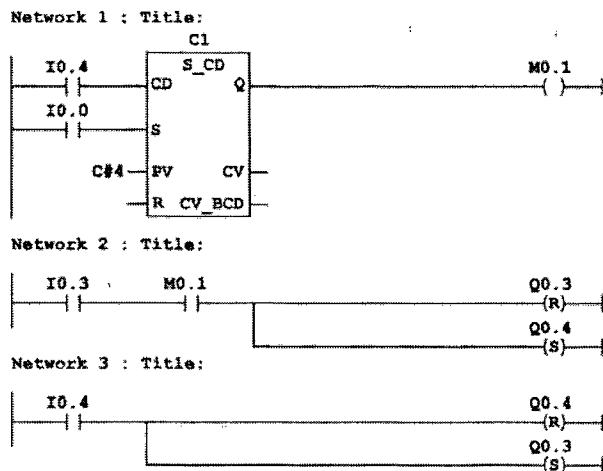 Network 1 : Title:
C1
I0.4
S_CD
M0.1
CD
Q
I0.0
S
C#4
PV
CV
R
CV_BCD
Network 2 : Title:
I0.3
M0.1
Q0.3
(R)
Q0.4
(S)
Network 3 : Title:
I0.4
Q0.4
(R)
Q0.3
(S)